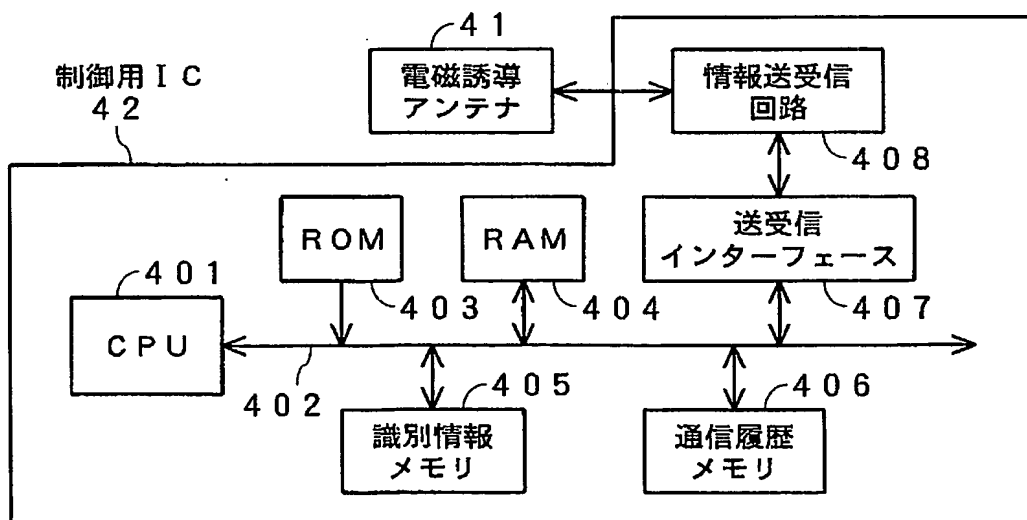 41
制御用ＩＣ
42
電磁誘導
アンテナ
情報送受信
回路
408
ROM
RAM
送受信
インターフェース
401
403
404
407
CPU
402
405
406
識別情報
メモリ
通信履歴
メモリ